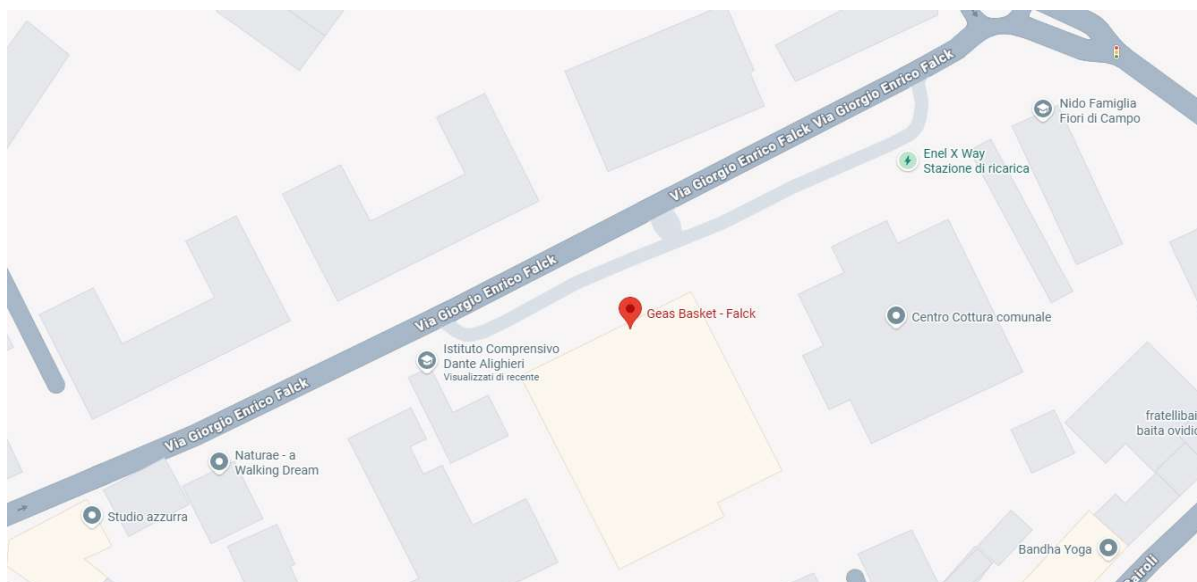 Via Giorgio Enrico Falck
Via Giorgio Enrico Falck
Nido Famiglia
Fiori di Campo
Enel X Way
Stazione di ricarica
Via Giorgio Enrico Falck
Geas Basket - Falck
Centro Cottura comunale
Istituto Comprensivo
Dante Alighieri
Visualizzati di recente
Via Giorgio Enrico Falck
fratellibai
baita ovidio
Naturae - a
Walking Dream
Studio azzurra
Bandha Yoga
airoli